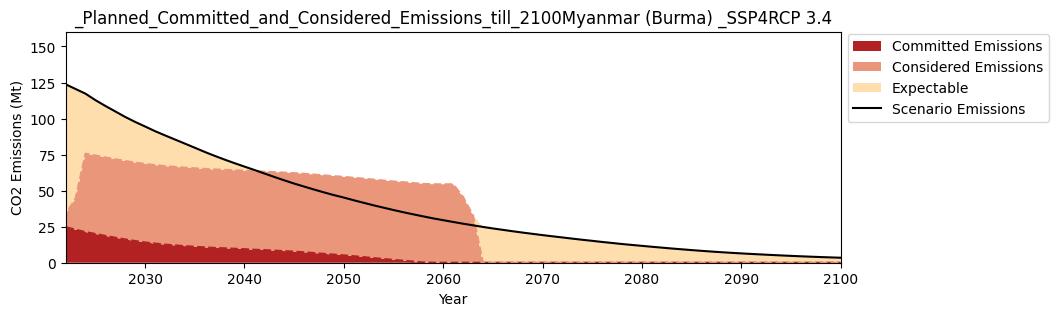 _Planned_Committed_and_Considered_Emissions_till_2100Myanmar (Burma) _SSP4RCP 3.4
150
125
100
75
50
25
0
CO2 Emissions (Mt)
2030 2040 2050 2060 2070 2080 2090 2100
Year
Committed Emissions
Considered Emissions
Expectable
Scenario Emissions